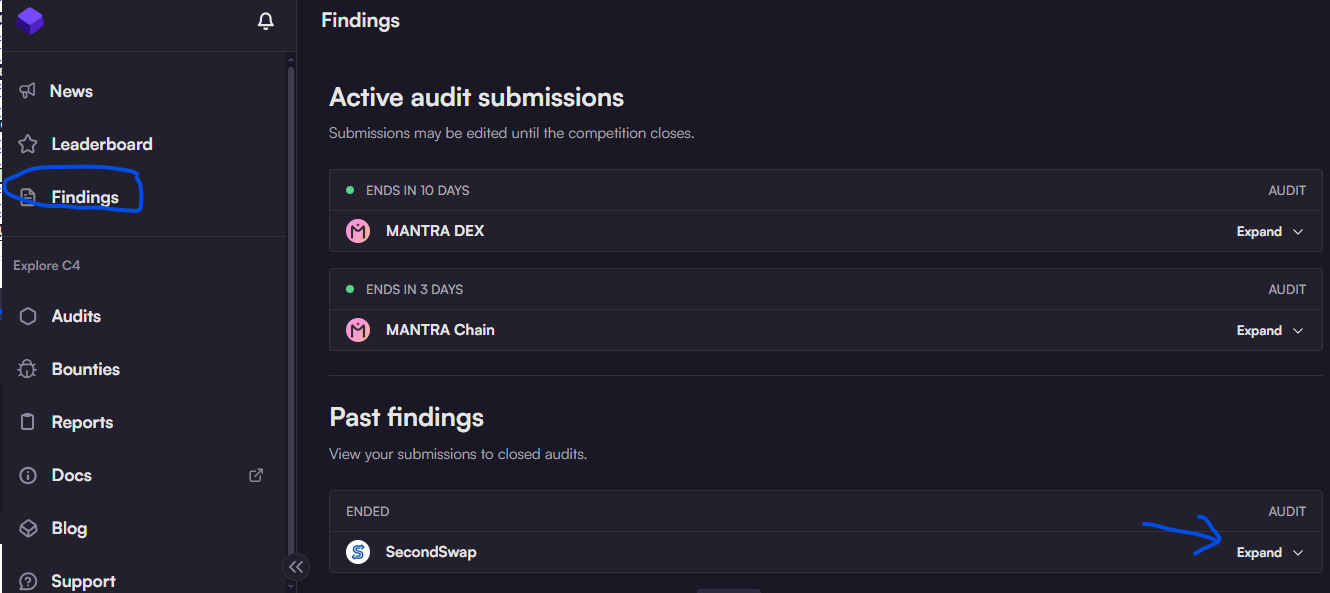 Findings
News
Leaderboard
Findings
Explore C4
Audits
Bounties
Reports
Docs
Blog
Support
Active audit submissions
Submissions may be edited until the competition closes.
ENDS IN 10 DAYS AUDIT
MANTRA DEX Expand
ENDS IN 3 DAYS AUDIT
MANTRA Chain Expand
Past findings
View your submissions to closed audits.
ENDED AUDIT
SecondSwap Expand